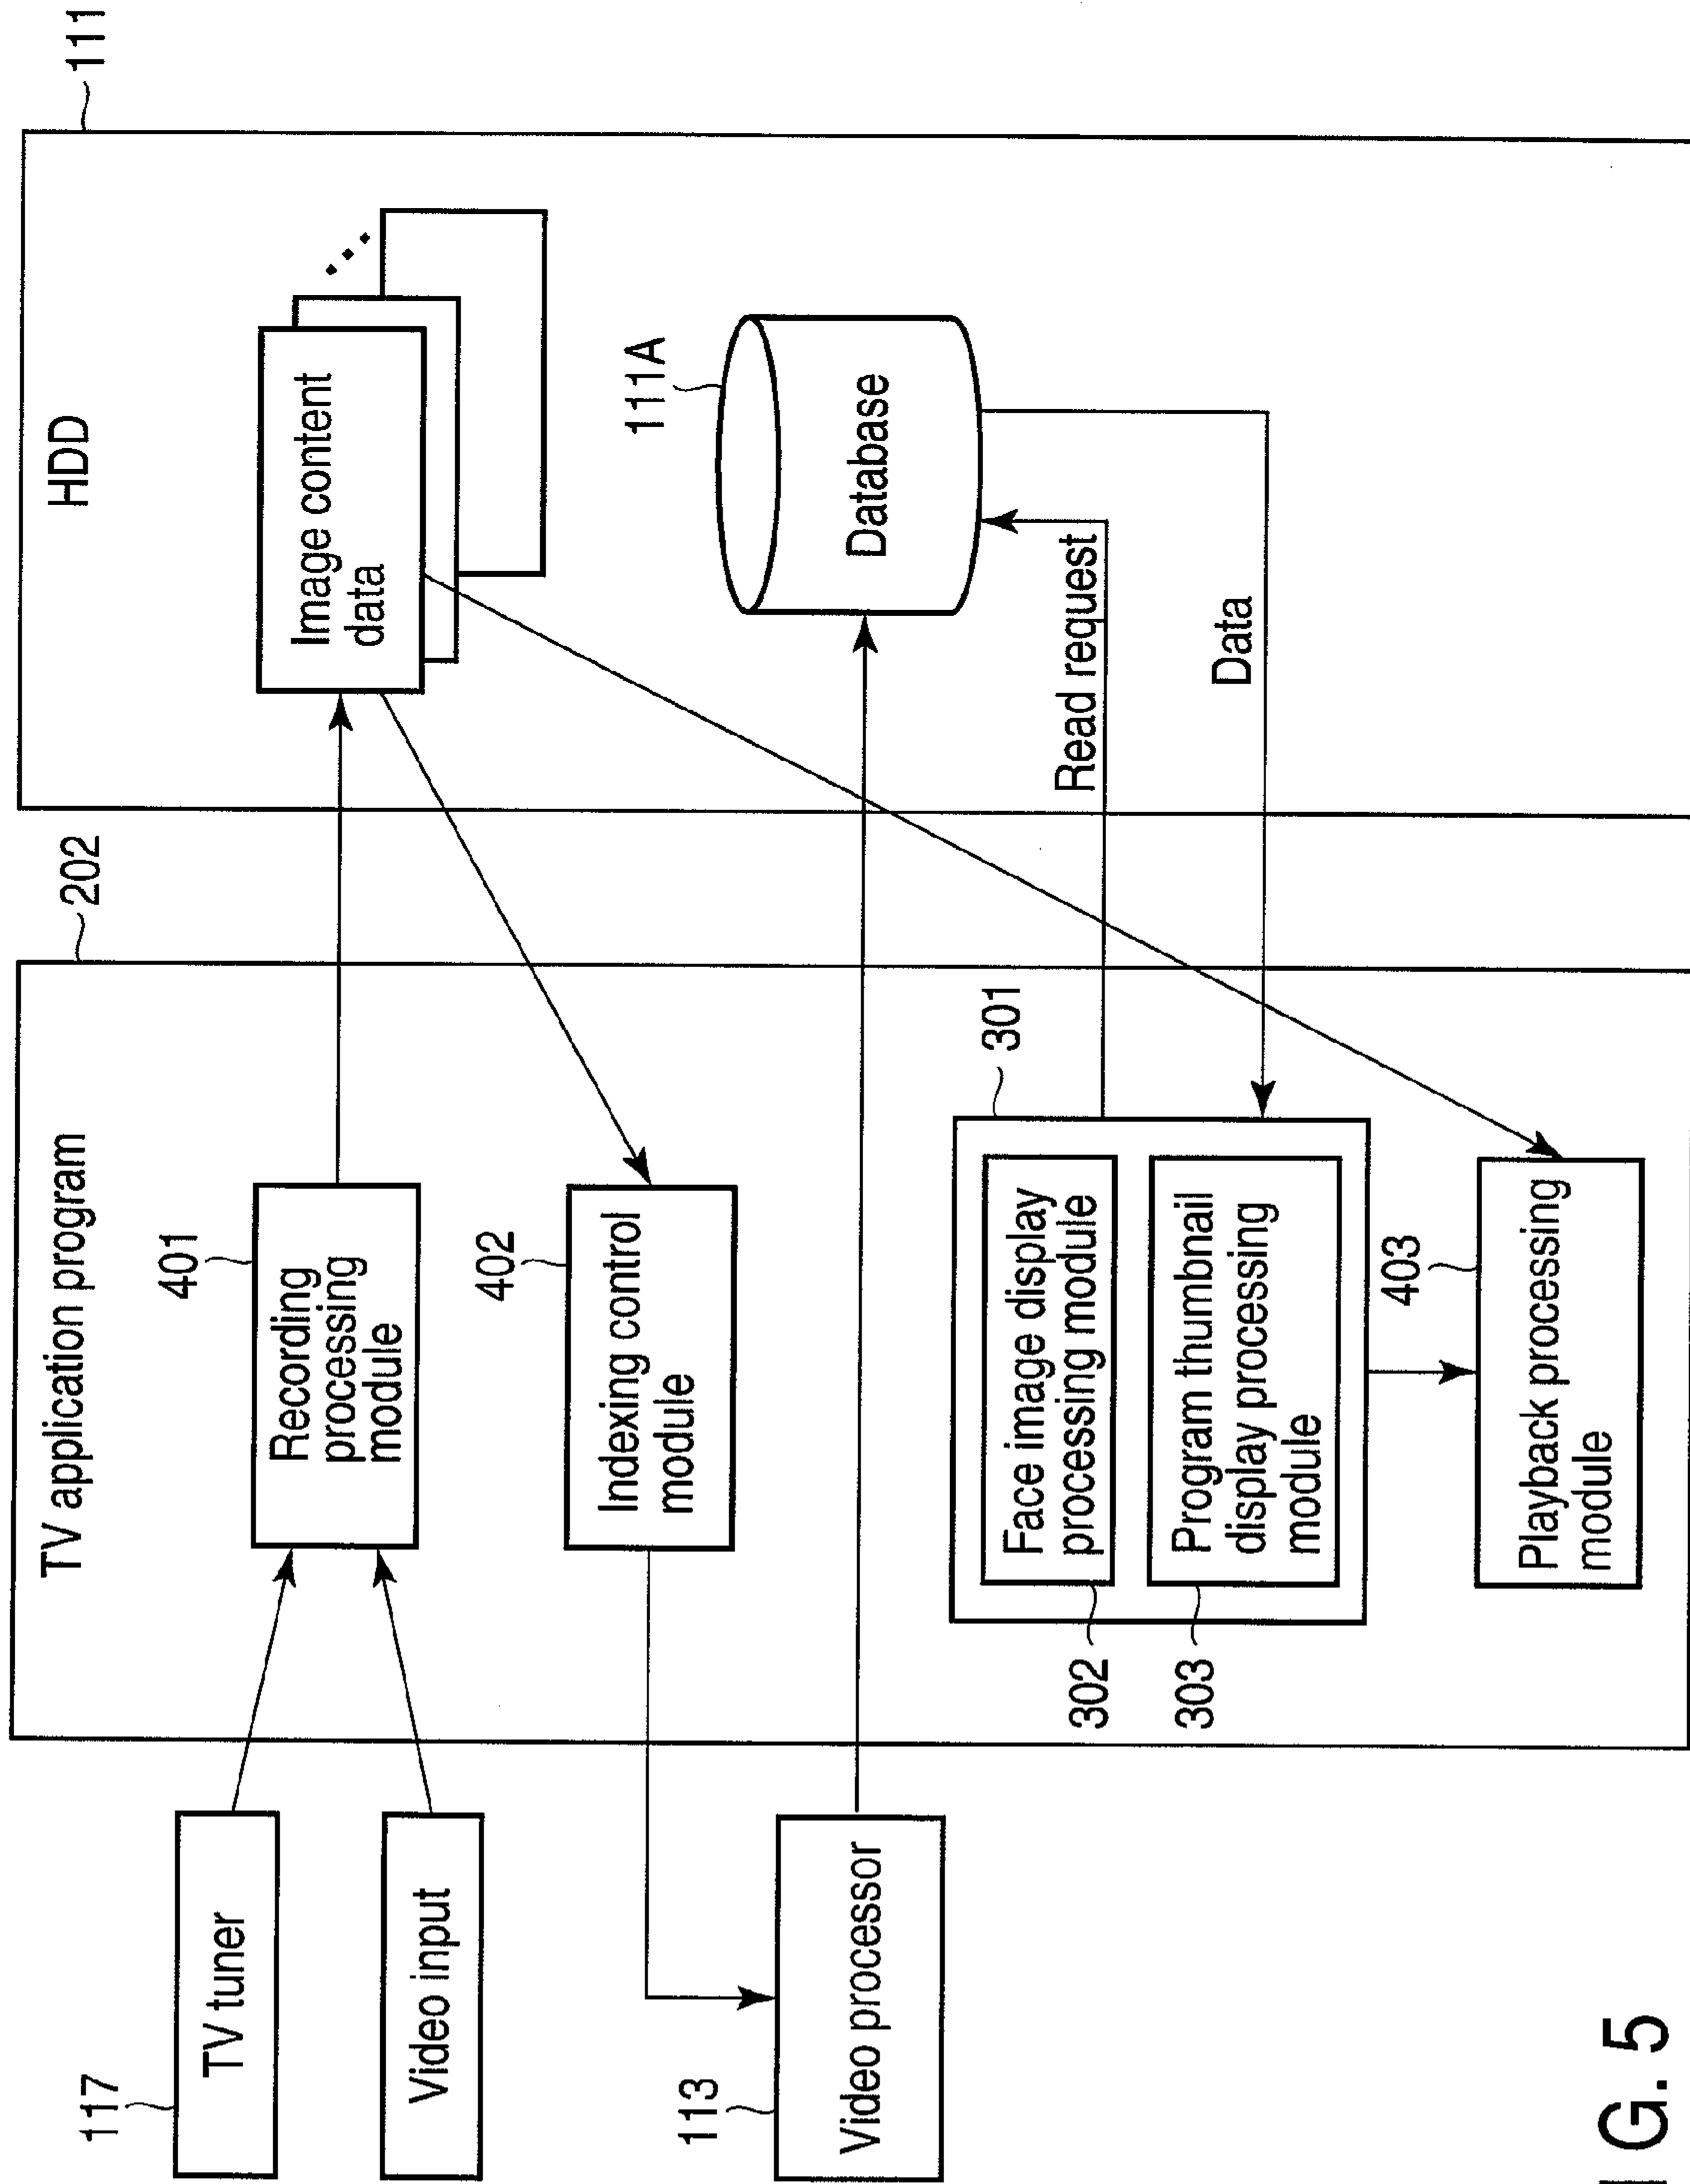 111
HDD
Image content
data
111A
Database
Read request
Data
202
TV application program
401
Recording
processing
module
402
Indexing control
module
301
Face image display
processing module
302
Program thumbnail
display processing
module
303
403
Playback processing
module
117
TV tuner
Video input
113
Video processor
G. 5